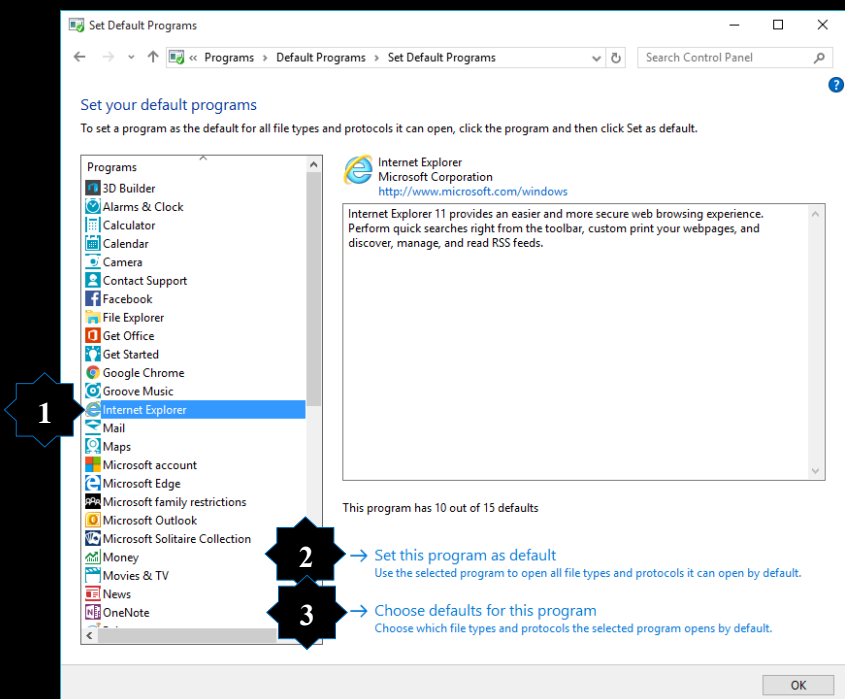 Set Default Programs
« Programs > Default Programs > Set Default Programs
Search Control Panel
?
Set your default programs
To set a program as the default for all file types and protocols it can open, click the program and then click Set as default.
Programs
3D Builder
Alarms & Clock
Calculator
Calendar
Camera
Contact Support
Facebook
File Explorer
Get Office
Get Started
Google Chrome
Groove Music
1
Internet Explorer
Mail
Maps
Microsoft account
Microsoft Edge
Microsoft family restrictions
Microsoft Outlook
Microsoft Solitaire Collection
Money
Movies & TV
News
OneNote
Internet Explorer
Microsoft Corporation
http://www.microsoft.com/windows
Internet Explorer 11 provides an easier and more secure web browsing experience.
Perform quick searches right from the toolbar, custom print your webpages, and
discover, manage, and read RSS feeds.
This program has 10 out of 15 defaults
2
Set this program as default
Use the selected program to open all file types and protocols it can open by default.
3
Choose defaults for this program
Choose which file types and protocols the selected program opens by default.
OK